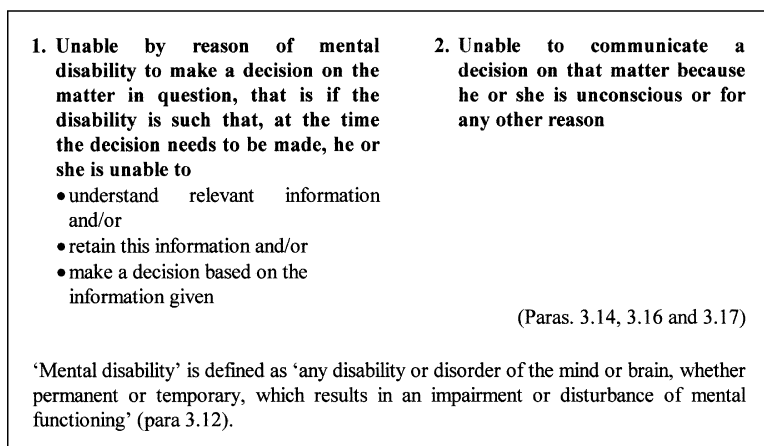 1. Unable by reason of mental
disability to make a decision on the
matter in question, that is if the
disability is such that, at the time
the decision needs to be made, he or
she is unable to
• understand relevant information
and/or
• retain this information and/or
• make a decision based on the
information given
2. Unable to communicate a
decision on that matter because
he or she is unconscious or for
any other reason
(Paras. 3.14, 3.16 and 3.17)
‘Mental disability’ is defined as ‘any disability or disorder of the mind or brain, whether
permanent or temporary, which results in an impairment or disturbance of mental
functioning’ (para 3.12).